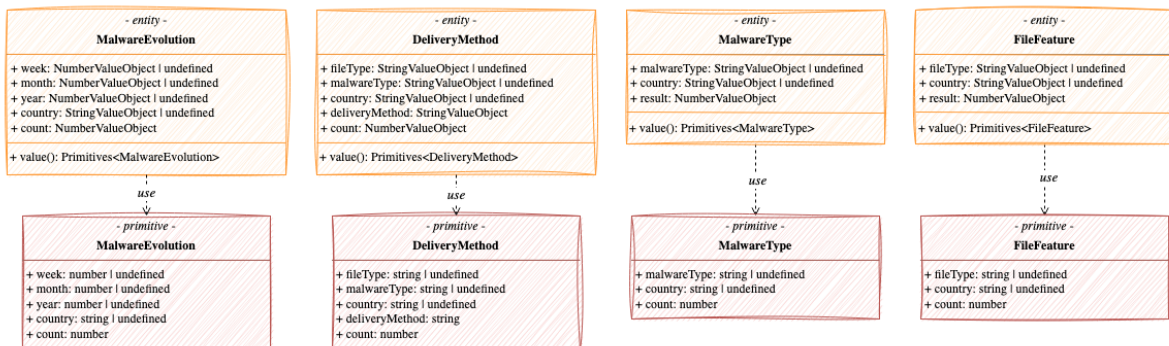 - entity -
MalwareEvolution
+ week: NumberValueObject | undefined
+ month: NumberValueObject | undefined
+ year: NumberValueObject | undefined
+ country: StringValueObject | undefined
+ count: NumberValueObject
+ value(): Primitives<MalwareEvolution>
use
- primitive -
MalwareEvolution
+ week: number | undefined
+ month: number | undefined
+ year: number | undefined
+ country: string | undefined
+ count: number
- entity -
DeliveryMethod
+ fileType: StringValueObject | undefined
+ malwareType: StringValueObject | undefined
+ country: StringValueObject | undefined
+ deliveryMethod: StringValueObject
+ count: NumberValueObject
+ value(): Primitives<DeliveryMethod>
use
- primitive -
DeliveryMethod
+ fileType: string | undefined
+ malwareType: string | undefined
+ country: string | undefined
+ deliveryMethod: string
+ count: number
- entity -
MalwareType
+ malwareType: StringValueObject | undefined
+ country: StringValueObject | undefined
+ result: NumberValueObject
+ value(): Primitives<MalwareType>
use
- primitive -
MalwareType
+ malwareType: string | undefined
+ country: string | undefined
+ count: number
- entity -
FileFeature
+ fileType: StringValueObject | undefined
+ country: StringValueObject | undefined
+ result: NumberValueObject
+ value(): Primitives<FileFeature>
use
- primitive -
FileFeature
+ fileType: string | undefined
+ country: string | undefined
+ count: number